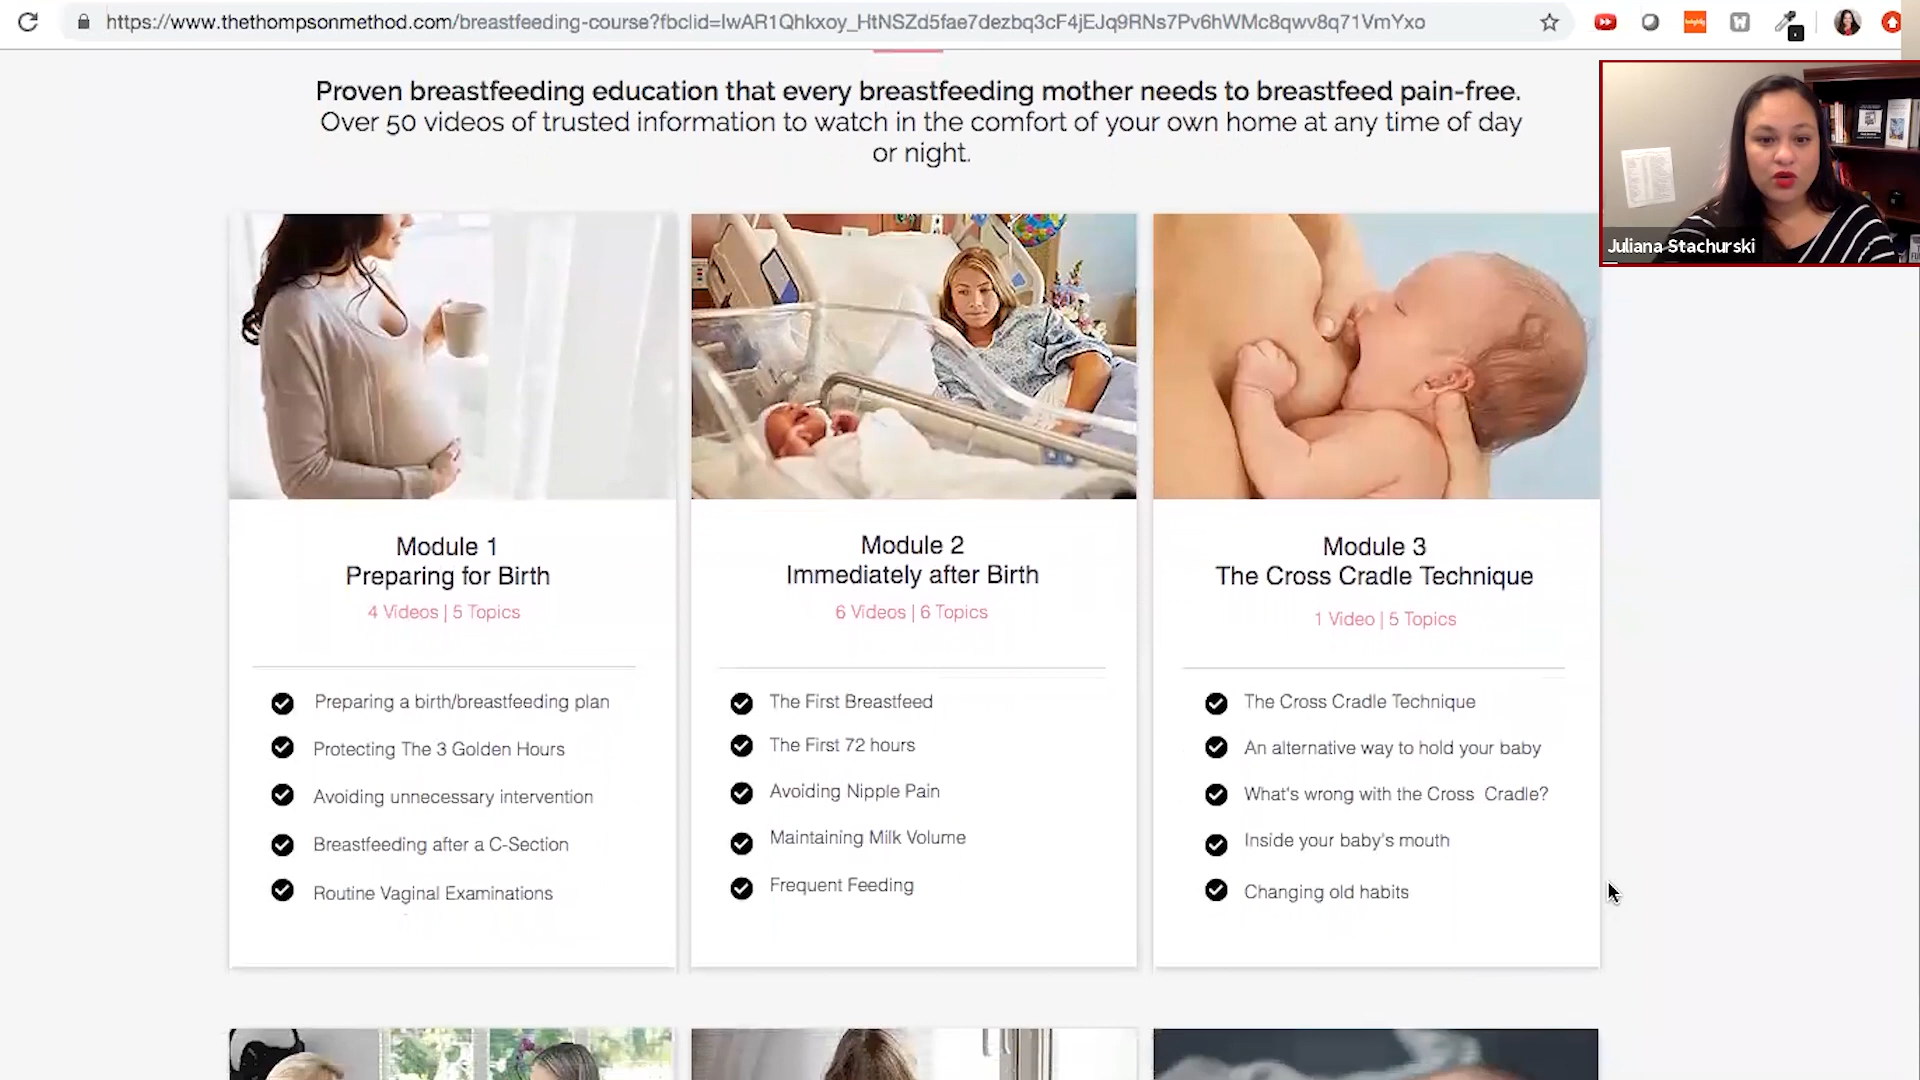 https://www.thethompsonmethod.com/breastfeeding-course?fbclid=IwAR1Qhkxoy_HtNSZd5fae7dezbq3cF4jEJq9RNs7Pv6hWMc8qwv8q71VmYxo
Proven breastfeeding education that every breastfeeding mother needs to breastfeed pain-free.
Over 50 videos of trusted information to watch in the comfort of your own home at any time of day
or night.
Juliana Stachurski
Module 1
Preparing for Birth
4 Videos | 5 Topics
Preparing a birth/breastfeeding plan
Protecting The 3 Golden Hours
Avoiding unnecessary intervention
Breastfeeding after a C-Section
Routine Vaginal Examinations
Module 2
Immediately after Birth
6 Videos | 6 Topics
The First Breastfeed
The First 72 hours
Avoiding Nipple Pain
Maintaining Milk Volume
Frequent Feeding
Module 3
The Cross Cradle Technique
1 Video | 5 Topics
The Cross Cradle Technique
An alternative way to hold your baby
What's wrong with the Cross Cradle?
Inside your baby's mouth
Changing old habits